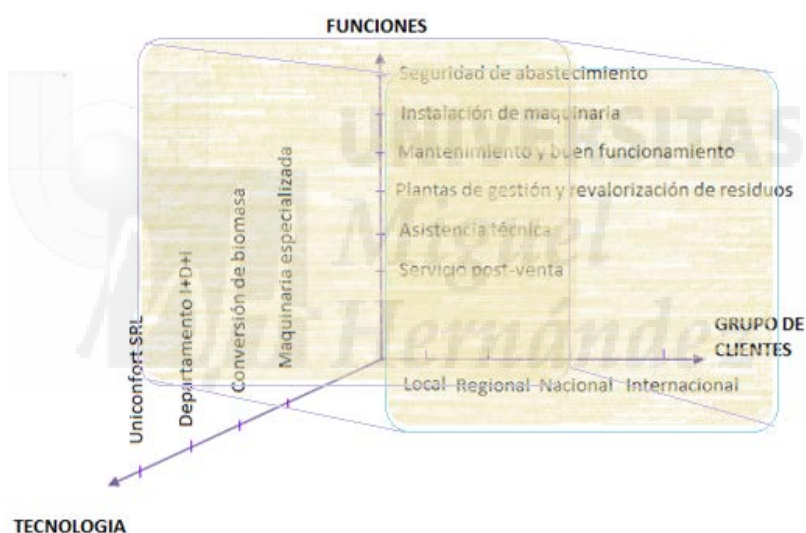 FUNCIONES
Seguridad de abastecimiento
Instalación de maquinaria
Mantenimiento y buen funcionamiento
Plantas de gestión y revalorización de residuos
Asistencia técnica
Servicio post-venta
Uniconfort SRL
Departamento I+D+i
Conversión de biomasa
Maquinaria especializada
GRUPO DE
CLIENTES
Local Regional Nacional Internacional
TECNOLOGIA
UNIVERSITAS
Miguel
Hernández